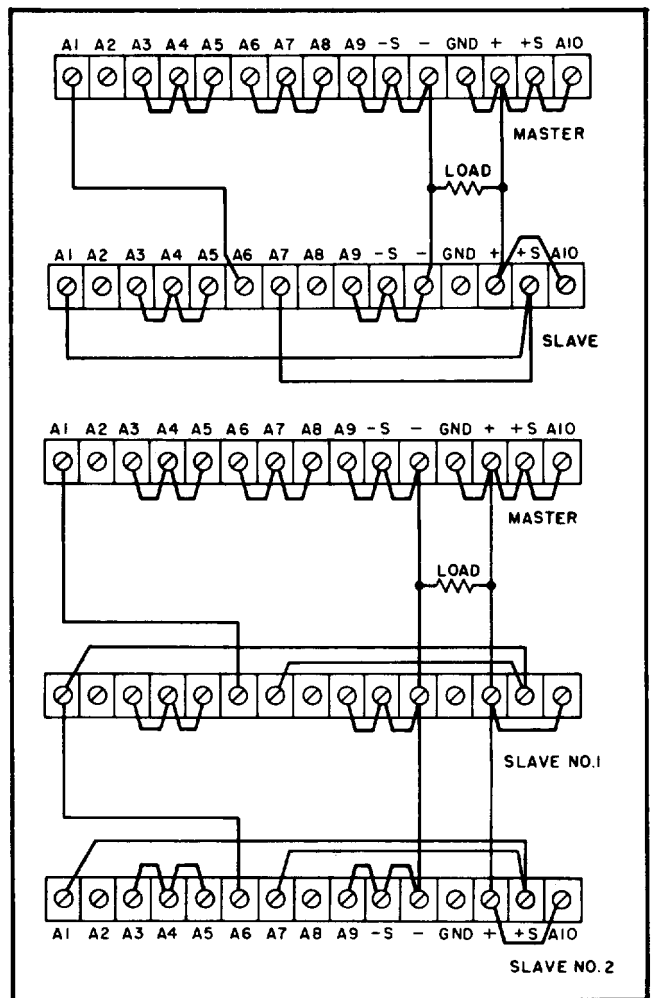 A1 A2 A3 A4 A5 A6 A7 A8 A9 -S - GND + +S A10
MASTER
LOAD
A1 A2 A3 A4 A5 A6 A7 A8 A9 -S - GND + +S A10
SLAVE
A1 A2 A3 A4 A5 A6 A7 A8 A9 -S - GND + +S A10
MASTER
LOAD
SLAVE NO.1
A1 A2 A3 A4 A5 A6 A7 A8 A9 -S - GND + +S A10
SLAVE NO.2